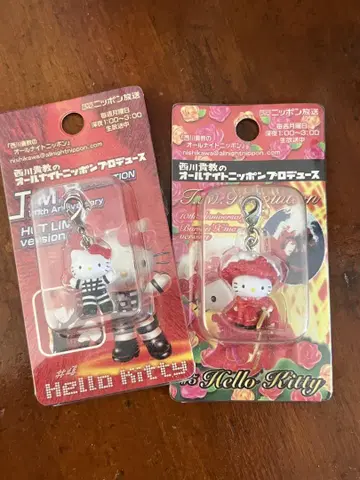 ニッポン放送
毎週月曜日
深夜1:00~3:00
生放送中
『西川貴教の
オールナイトニッポン』
nishikawa@allnightnippon.com
西川貴教の
オールナイトニッポンプロデュース
10th Anniversary
HOT LIM
version
#4
Hello Kitty
ニッポン放送
毎週月曜日
深夜1:00~3:00
生放送中
『西川貴教の
オールナイトニッポン』
nishikawa@allnightnippon.com
西川貴教の
オールナイトニッポンプロデュース
10th Anniversary
#5 Hello Kitty